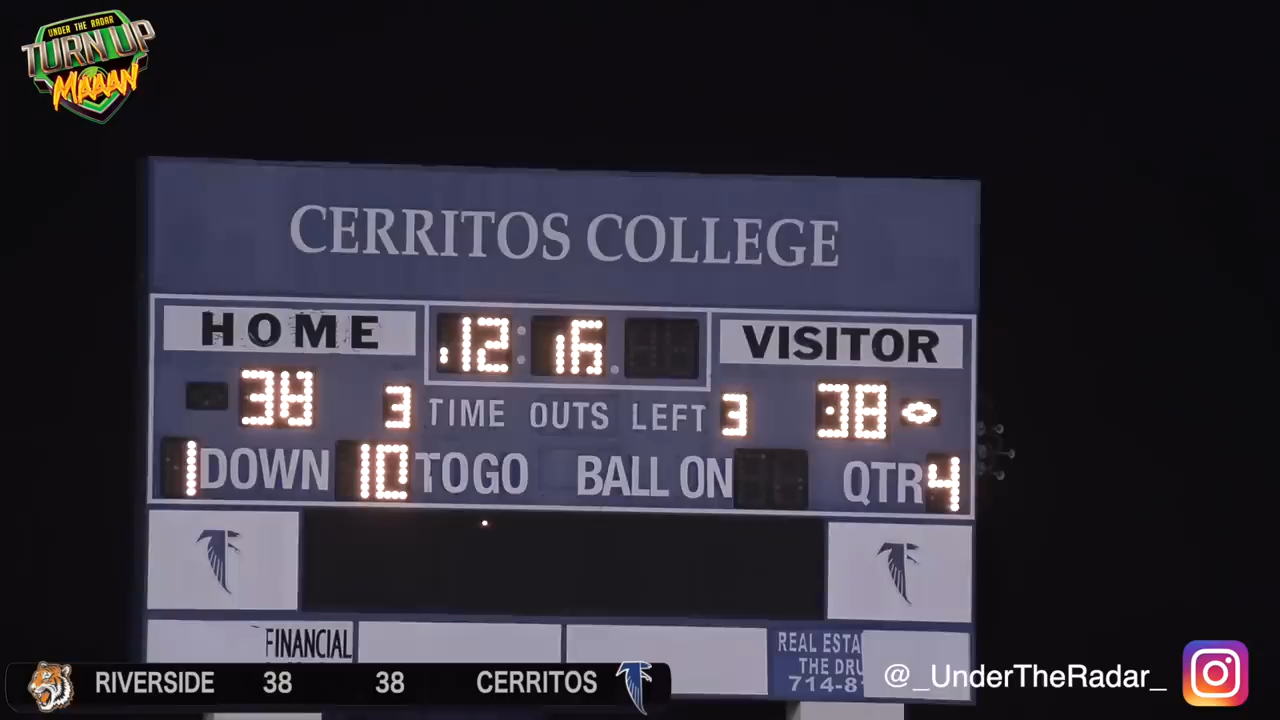 UNDER THE RADAR
TURN UP
MAAAN
CERRITOS COLLEGE
HOME 12:16 VISITOR
38 3 TIME OUTS LEFT 3 38
1 DOWN 10 TO GO BALL ON QTR 4
FINANCIAL
REAL ESTA
THE DRU
714-8
RIVERSIDE 38 38 CERRITOS
@_UnderTheRadar_